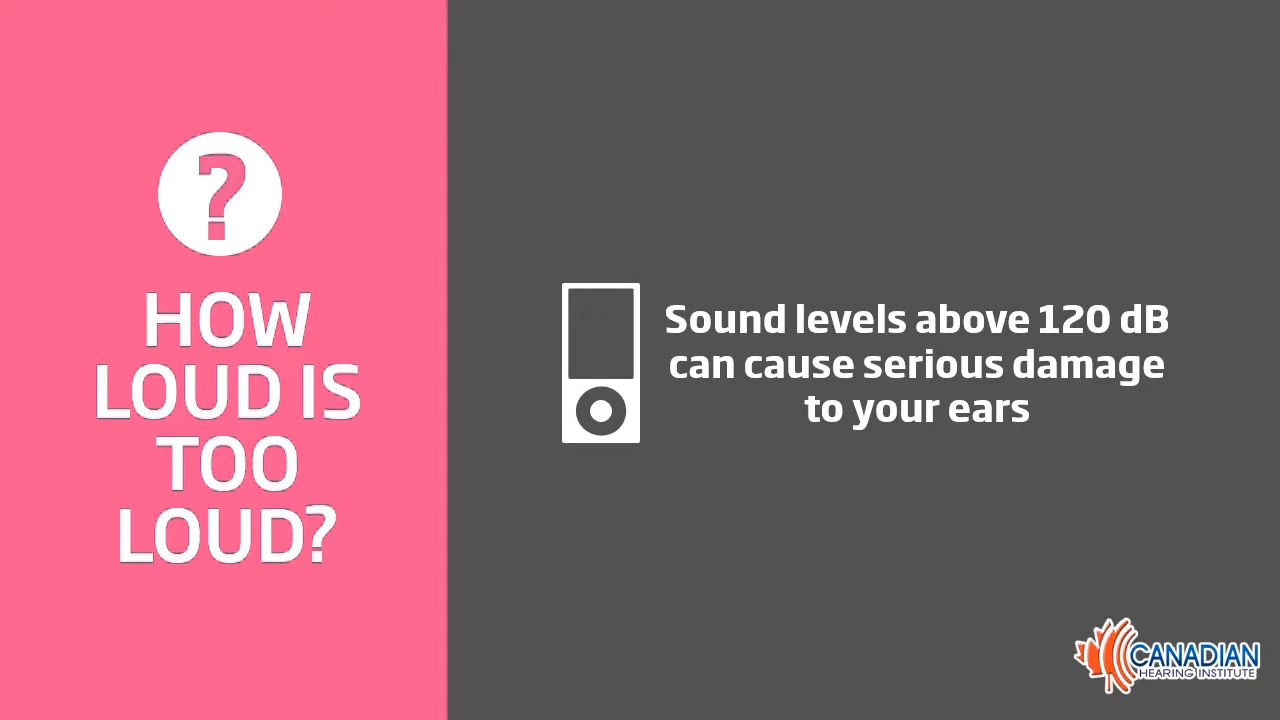 ?
HOW
LOUD IS
TOO
LOUD?
Sound levels above 120 dB
can cause serious damage
to your ears
CANADIAN
HEARING INSTITUTE